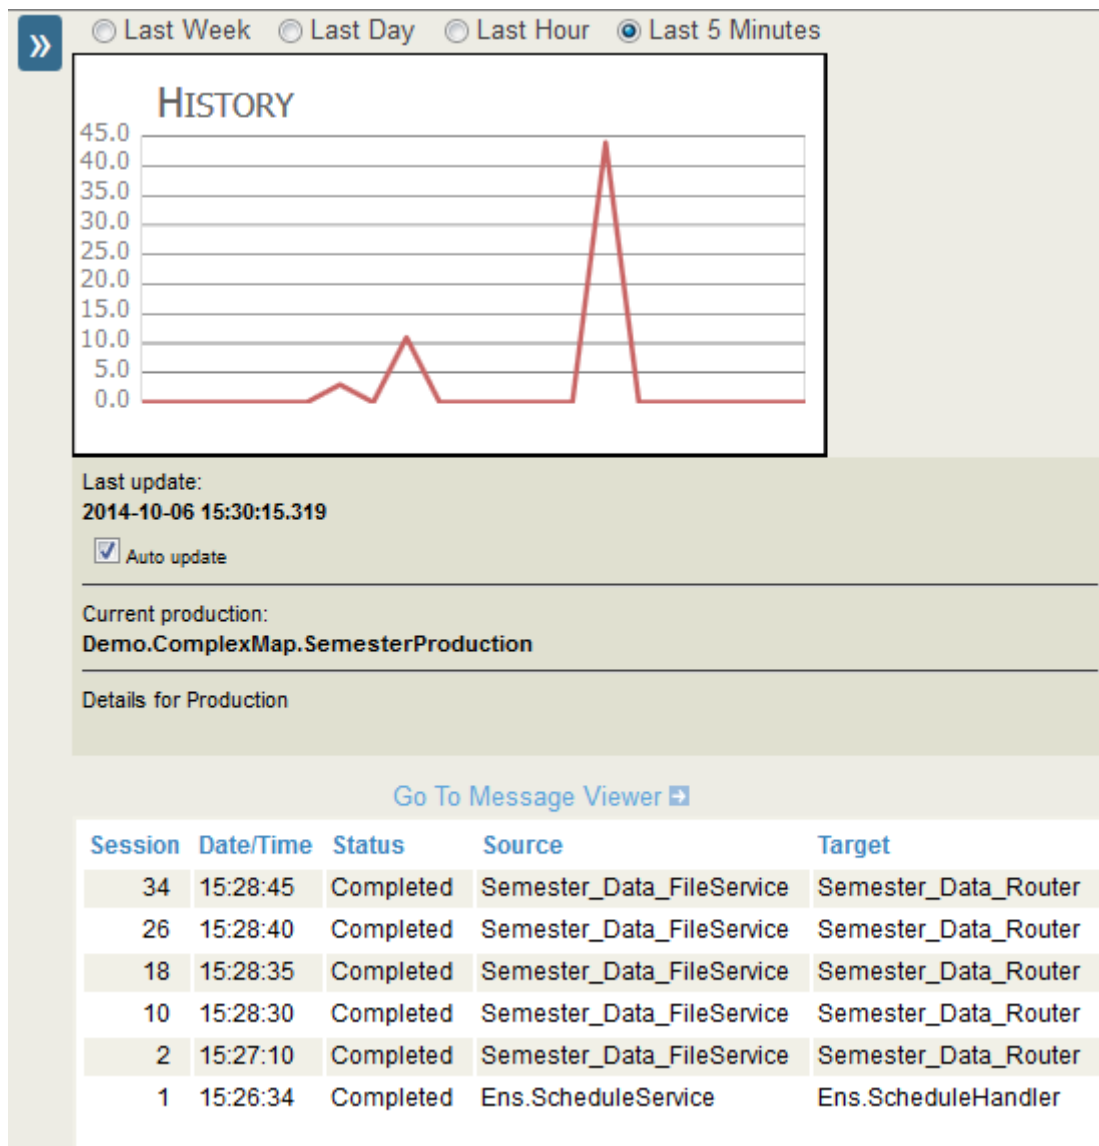 » Last Week Last Day Last Hour Last 5 Minutes
HISTORY
45.0
40.0
35.0
30.0
25.0
20.0
15.0
10.0
5.0
0.0
Last update:
2014-10-06 15:30:15.319
Auto update
Current production:
Demo.ComplexMap.SemesterProduction
Details for Production
Go To Message Viewer
Session Date/Time Status Source Target
34 15:28:45 Completed Semester_Data_FileService Semester_Data_Router
26 15:28:40 Completed Semester_Data_FileService Semester_Data_Router
18 15:28:35 Completed Semester_Data_FileService Semester_Data_Router
10 15:28:30 Completed Semester_Data_FileService Semester_Data_Router
2 15:27:10 Completed Semester_Data_FileService Semester_Data_Router
1 15:26:34 Completed Ens.ScheduleService Ens.ScheduleHandler